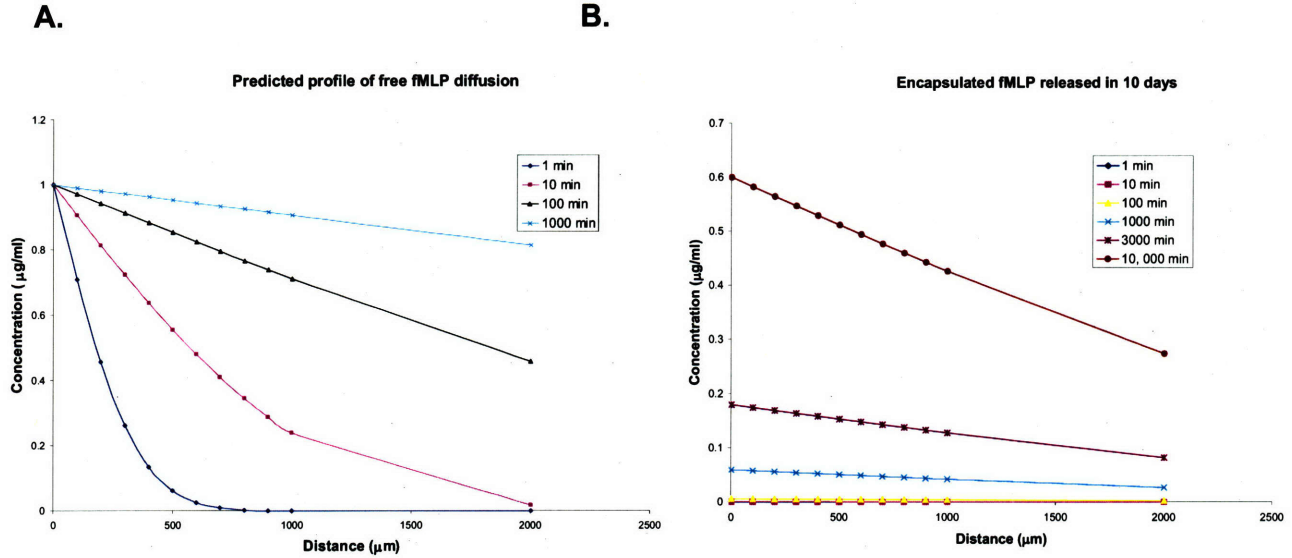 A.
B.
Predicted profile of free fMLP diffusion
Encapsulated fMLP released in 10 days
1.2
1
0.8
0.6
0.4
0.2
0
Concentration ( µg/ml)
1 min
10 min
100 min
1000 min
0 500 1000 1500 2000 2500
Distance (µm)
0.7
0.6
0.5
0.4
0.3
0.2
0.1
0
Concentration (µg/ml)
1 min
10 min
100 min
1000 min
3000 min
10, 000 min
0 500 1000 1500 2000 2500
Distance (µm)